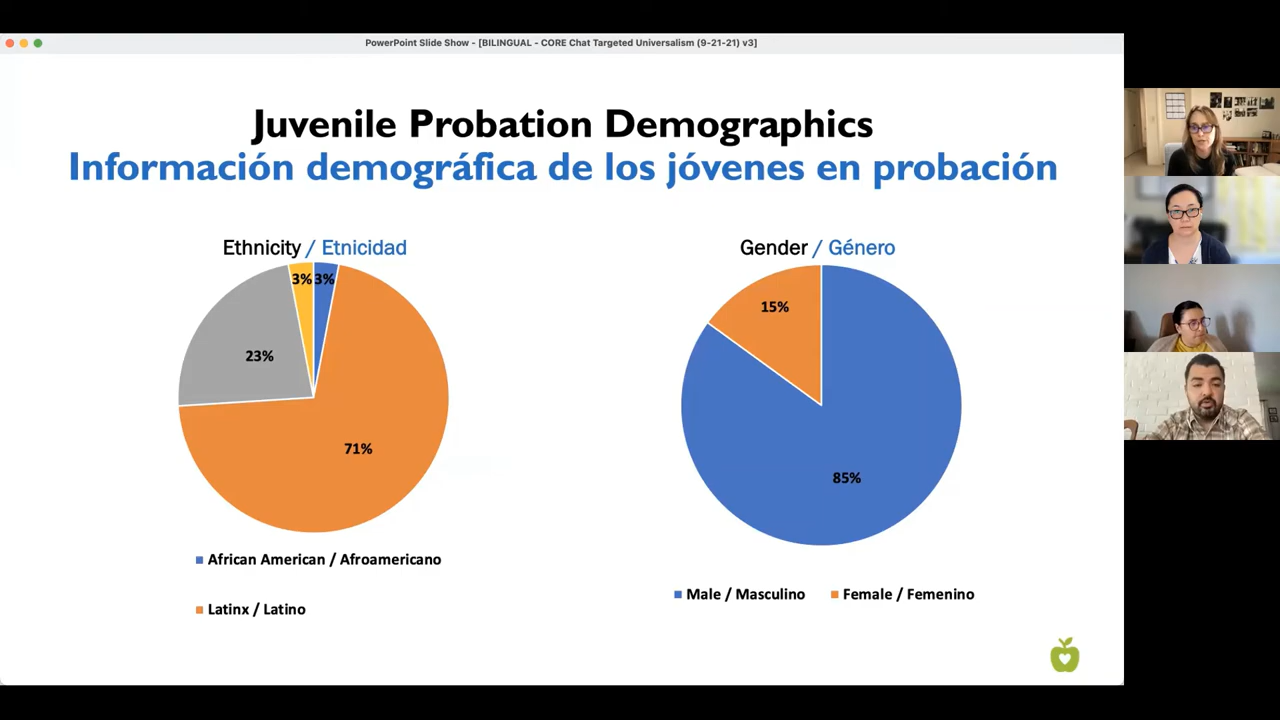 PowerPoint Slide Show - [BILINGUAL - CORE Chat Targeted Universalism (9-21-21) v3]
Juvenile Probation Demographics
Información demográfica de los jóvenes en probación
Ethnicity / Etnicidad
3%
3%
23%
71%
African American / Afroamericano
Latinx / Latino
Gender / Género
15%
85%
Male / Masculino
Female / Femenino